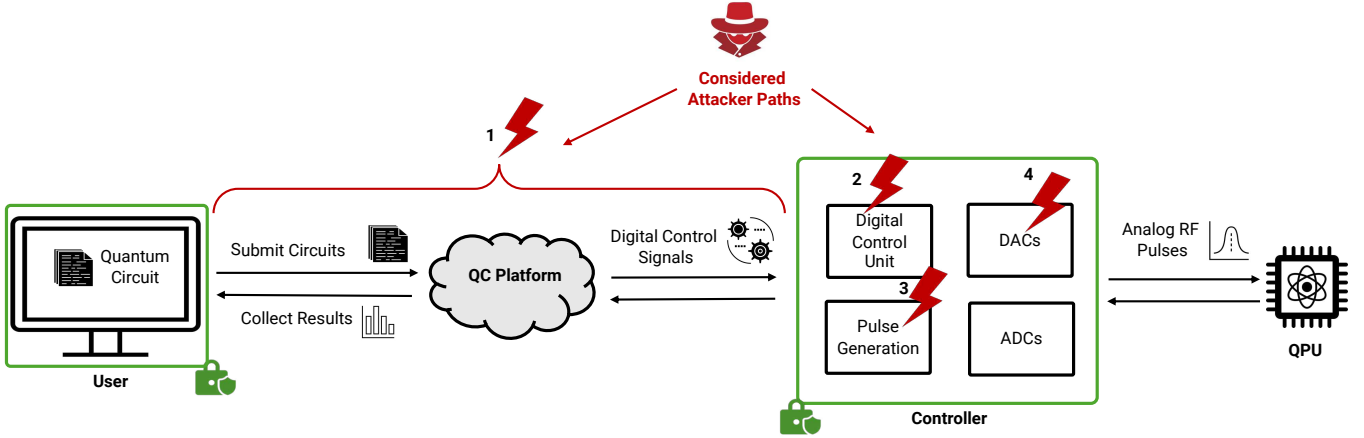 Considered
Attacker Paths
1
2
4
Quantum
Circuit
Submit Circuits
Collect Results
User
QC Platform
Digital Control
Signals
Digital
Control
Unit
DACs
3
Pulse
Generation
ADCs
Controller
Analog RF
Pulses
QPU